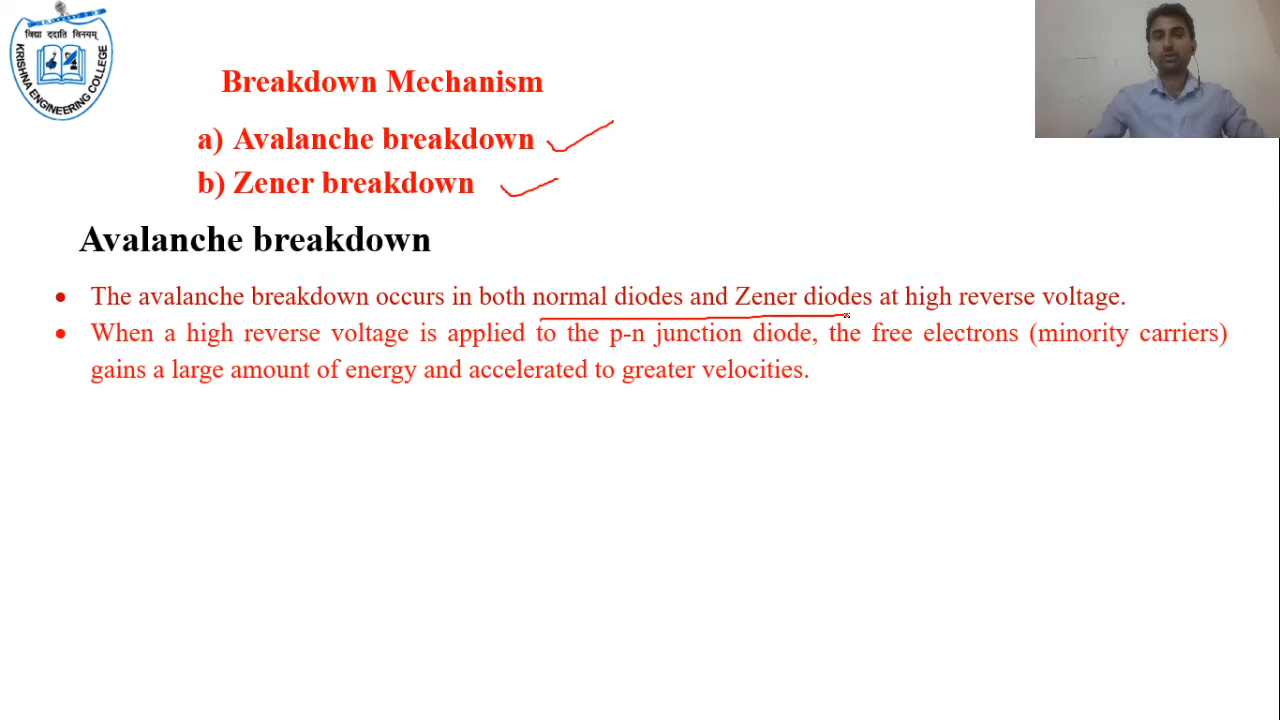 विद्या ददाति विनयम्
KRISHNA ENGINEERING COLLEGE
Breakdown Mechanism
a) Avalanche breakdown
b) Zener breakdown
Avalanche breakdown
• The avalanche breakdown occurs in both normal diodes and Zener diodes at high reverse voltage.
• When a high reverse voltage is applied to the p-n junction diode, the free electrons (minority carriers)
gains a large amount of energy and accelerated to greater velocities.